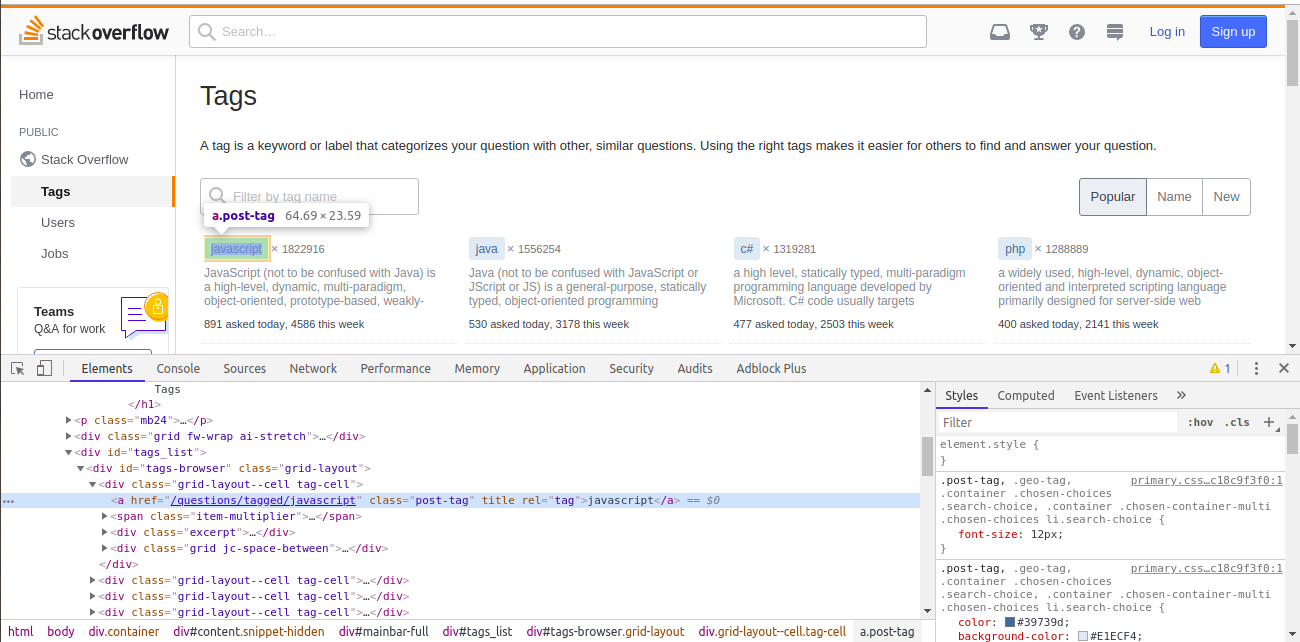 stackoverflow Search… Log in Sign up
Home
PUBLIC
Stack Overflow
Tags
Users
Jobs
Teams
Q&A for work
Tags
A tag is a keyword or label that categorizes your question with other, similar questions. Using the right tags makes it easier for others to find and answer your question.
Filter by tag name Popular Name New
a.post-tag 64.69 × 23.59
javascript × 1822916
JavaScript (not to be confused with Java) is
a high-level, dynamic, multi-paradigm,
object-oriented, prototype-based, weakly-
891 asked today, 4586 this week
java × 1556254
Java (not to be confused with JavaScript or
JScript or JS) is a general-purpose, statically
typed, object-oriented programming
530 asked today, 3178 this week
c# × 1319281
a high level, statically typed, multi-paradigm
programming language developed by
Microsoft. C# code usually targets
477 asked today, 2503 this week
php × 1288889
a widely used, high-level, dynamic, object-
oriented and interpreted scripting language
primarily designed for server-side web
400 asked today, 2141 this week
Elements Console Sources Network Performance Memory Application Security Audits Adblock Plus 1
Tags
</h1>
<p class="mb24">…</p>
<div class="grid fw-wrap ai-stretch">…</div>
<div id="tags_list">
<div id="tags-browser" class="grid-layout">
<div class="grid-layout--cell tag-cell">
… <a href="/questions/tagged/javascript" class="post-tag" title rel="tag">javascript</a> == $0
<span class="item-multiplier">…</span>
<div class="excerpt">…</div>
<div class="grid jc-space-between">…</div>
</div>
<div class="grid-layout--cell tag-cell">…</div>
<div class="grid-layout--cell tag-cell">…</div>
<div class="grid-layout--cell tag-cell">…</div>
html body div.container div#content.snippet-hidden div#mainbar-full div#tags_list div#tags-browser.grid-layout div.grid-layout--cell.tag-cell a.post-tag
Styles Computed Event Listeners »
Filter :hov .cls +
element.style {
}
.post-tag, .geo-tag, primary.css…c18c9f3f0:1
.container .chosen-choices
.search-choice, .container .chosen-container-multi
.chosen-choices li.search-choice {
font-size: 12px;
}
.post-tag, .geo-tag, primary.css…c18c9f3f0:1
.container .chosen-choices
.search-choice, .container .chosen-container-multi
.chosen-choices li.search-choice {
color: #39739d;
background-color: #E1ECF4;